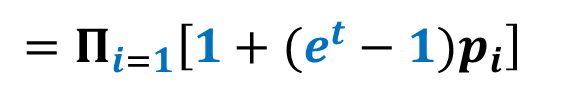 = Π_{i=1}[1 + (e^t − 1)p_i]